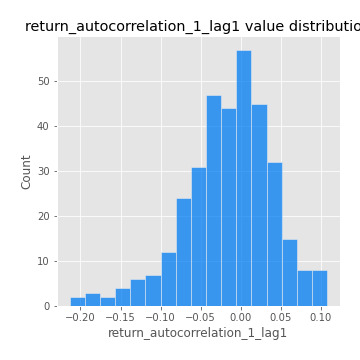 return_autocorrelation_1_lag1 value distributio
50
40
30
20
10
0
Count
−0.20 −0.15 −0.10 −0.05 0.00 0.05 0.10
return_autocorrelation_1_lag1